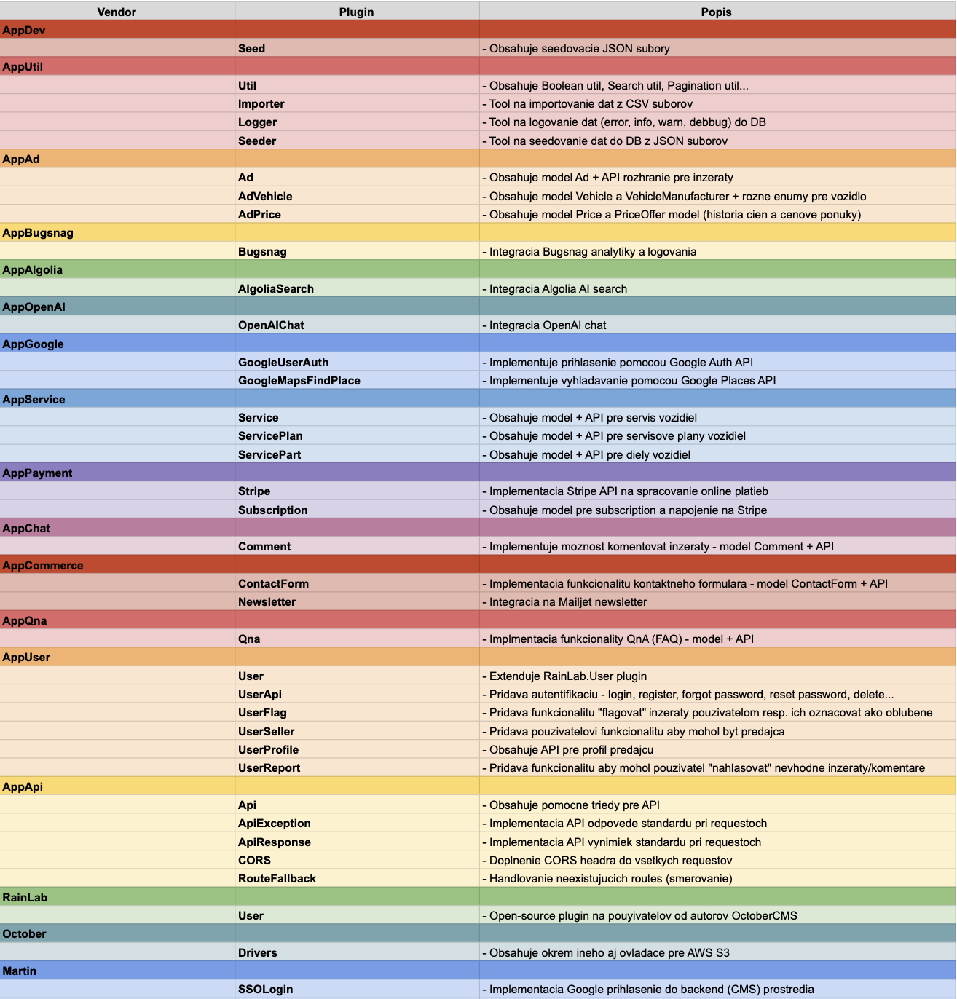 Vendor Plugin Popis
AppDev
Seed - Obsahuje seedovacie JSON subory
AppUtil
Util - Obsahuje Boolean util, Search util, Pagination util...
Importer - Tool na importovanie dat z CSV suborov
Logger - Tool na logovanie dat (error, info, warn, debbug) do DB
Seeder - Tool na seedovanie dat do DB z JSON suborov
AppAd
Ad - Obsahuje model Ad + API rozhranie pre inzeraty
AdVehicle - Obsahuje model Vehicle a VehicleManufacturer + rozne enumy pre vozidlo
AdPrice - Obsahuje model Price a PriceOffer model (historia cien a cenove ponuky)
AppBugsnag
Bugsnag - Integracia Bugsnag analytiky a logovania
AppAlgolia
AlgoliaSearch - Integracia Algolia AI search
AppOpenAI
OpenAIChat - Integracia OpenAI chat
AppGoogle
GoogleUserAuth - Implementuje prihlasenie pomocou Google Auth API
GoogleMapsFindPlace - Implementuje vyhladavanie pomocou Google Places API
AppService
Service - Obsahuje model + API pre servis vozidiel
ServicePlan - Obsahuje model + API pre servisove plany vozidiel
ServicePart - Obsahuje model + API pre diely vozidiel
AppPayment
Stripe - Implementacia Stripe API na spracovanie online platieb
Subscription - Obsahuje model pre subscription a napojenie na Stripe
AppChat
Comment - Implementuje moznost komentovat inzeraty - model Comment + API
AppCommerce
ContactForm - Implementacia funkcionalitu kontaktneho formulara - model ContactForm + API
Newsletter - Integracia na Mailjet newsletter
AppQna
Qna - Implmentacia funkcionality QnA (FAQ) - model + API
AppUser
User - Extenduje RainLab.User plugin
UserApi - Pridava autentifikaciu - login, register, forgot password, reset password, delete...
UserFlag - Pridava funkcionalitu "flagovat" inzeraty pouzivatelom resp. ich oznacovat ako oblubene
UserSeller - Pridava pouzivatelovi funkcionalitu aby mohol byt predajca
UserProfile - Obsahuje API pre profil predajcu
UserReport - Pridava funkcionalitu aby mohol pouzivatel "nahlasovat" nevhodne inzeraty/komentare
AppApi
Api - Obsahuje pomocne triedy pre API
ApiException - Implementacia API odpovede standardu pri requestoch
ApiResponse - Implementacia API vynimiek standardu pri requestoch
CORS - Doplnenie CORS headra do vsetkych requestov
RouteFallback - Handlovanie neexistujucich routes (smerovanie)
RainLab
User - Open-source plugin na pouyivatelov od autorov OctoberCMS
October
Drivers - Obsahuje okrem ineho aj ovladace pre AWS S3
Martin
SSOLogin - Implementacia Google prihlasenie do backend (CMS) prostredia